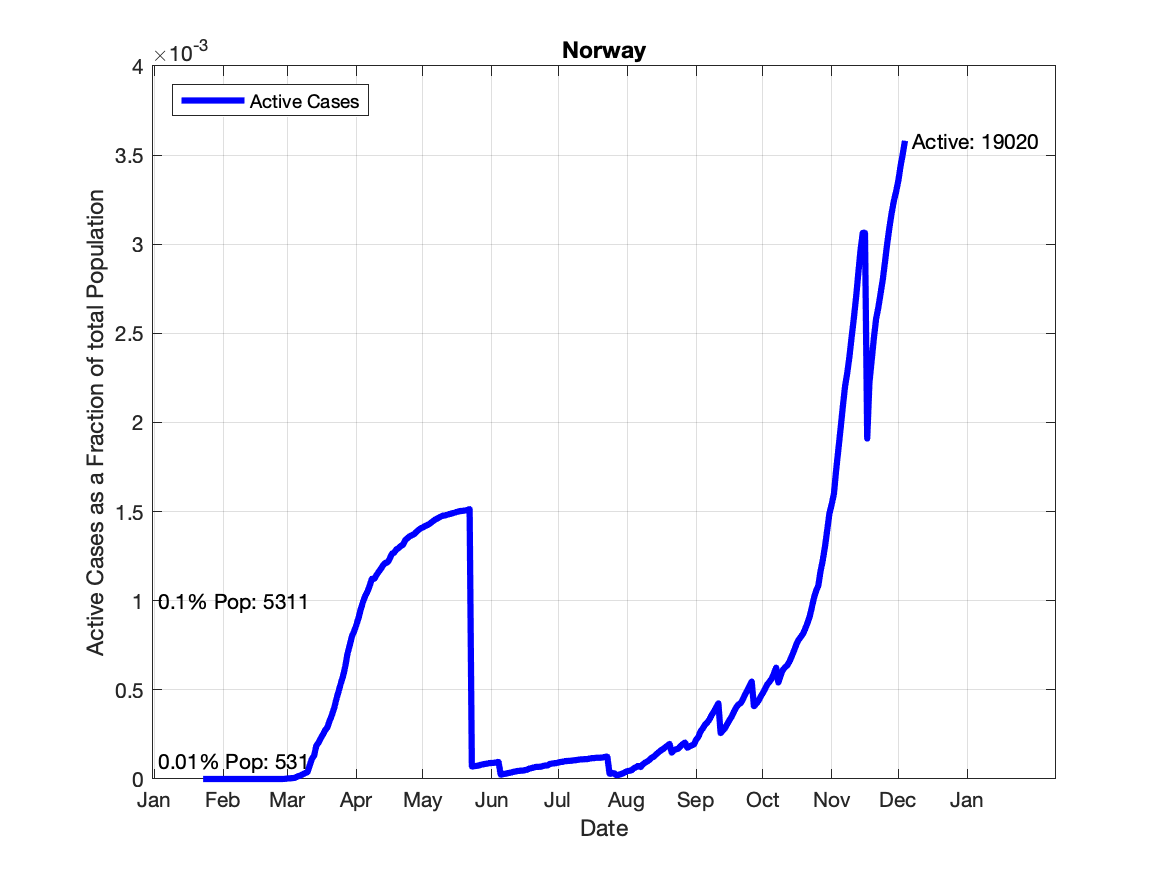 Norway
×10-3
4
3.5
3
2.5
2
1.5
1
0.5
0
Active Cases
Active: 19020
0.1% Pop: 5311
0.01% Pop: 531
Active Cases as a Fraction of total Population
Jan Feb Mar Apr May Jun Jul Aug Sep Oct Nov Dec Jan
Date